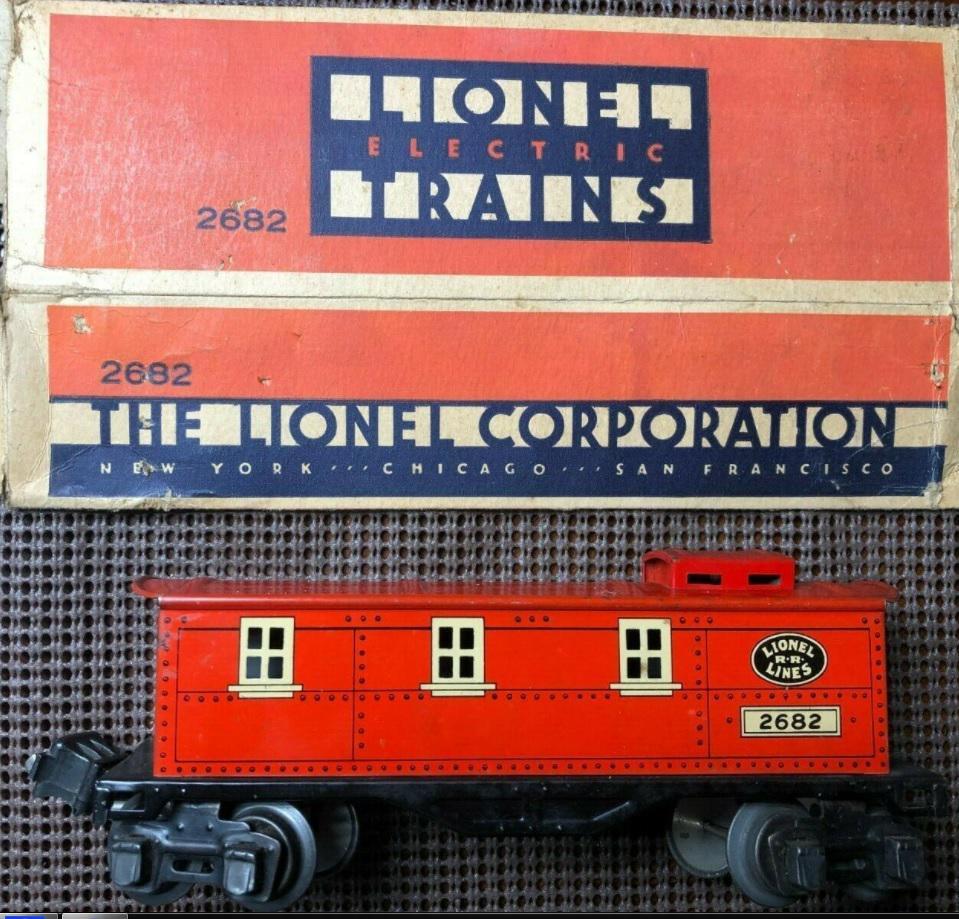 LIONEL
ELECTRIC
TRAINS
2682
2682
THE LIONEL CORPORATION
NEW YORK ··· CHICAGO ··· SAN FRANCISCO
LIONEL
R·R·
LINES
2682